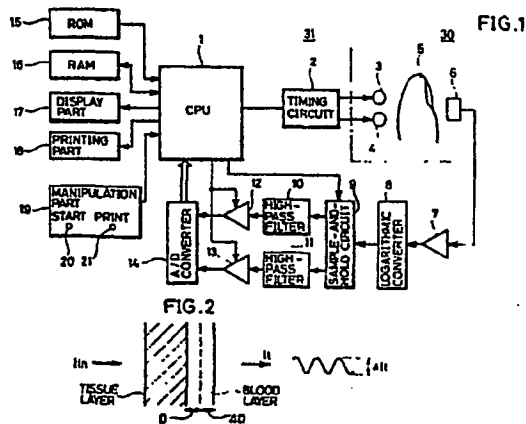 FIG.1
15
ROM
16
RAM
17
DISPLAY
PART
18
PRINTING
PART
19
MANIPULATION
PART
START PRINT
20
21
1
CPU
31
2
TIMING
CIRCUIT
3
4
5
30
6
7
8
LOGARITHMIC
CONVERTER
9
SAMPLE-AND-
HOLD CIRCUIT
10
HIGH-
PASS
FILTER
11
HIGH-
PASS
FILTER
12
13
14
A/D
CONVERTER
FIG.2
Iin
It
ΔIt
TISSUE
LAYER
BLOOD
LAYER
D
ΔD